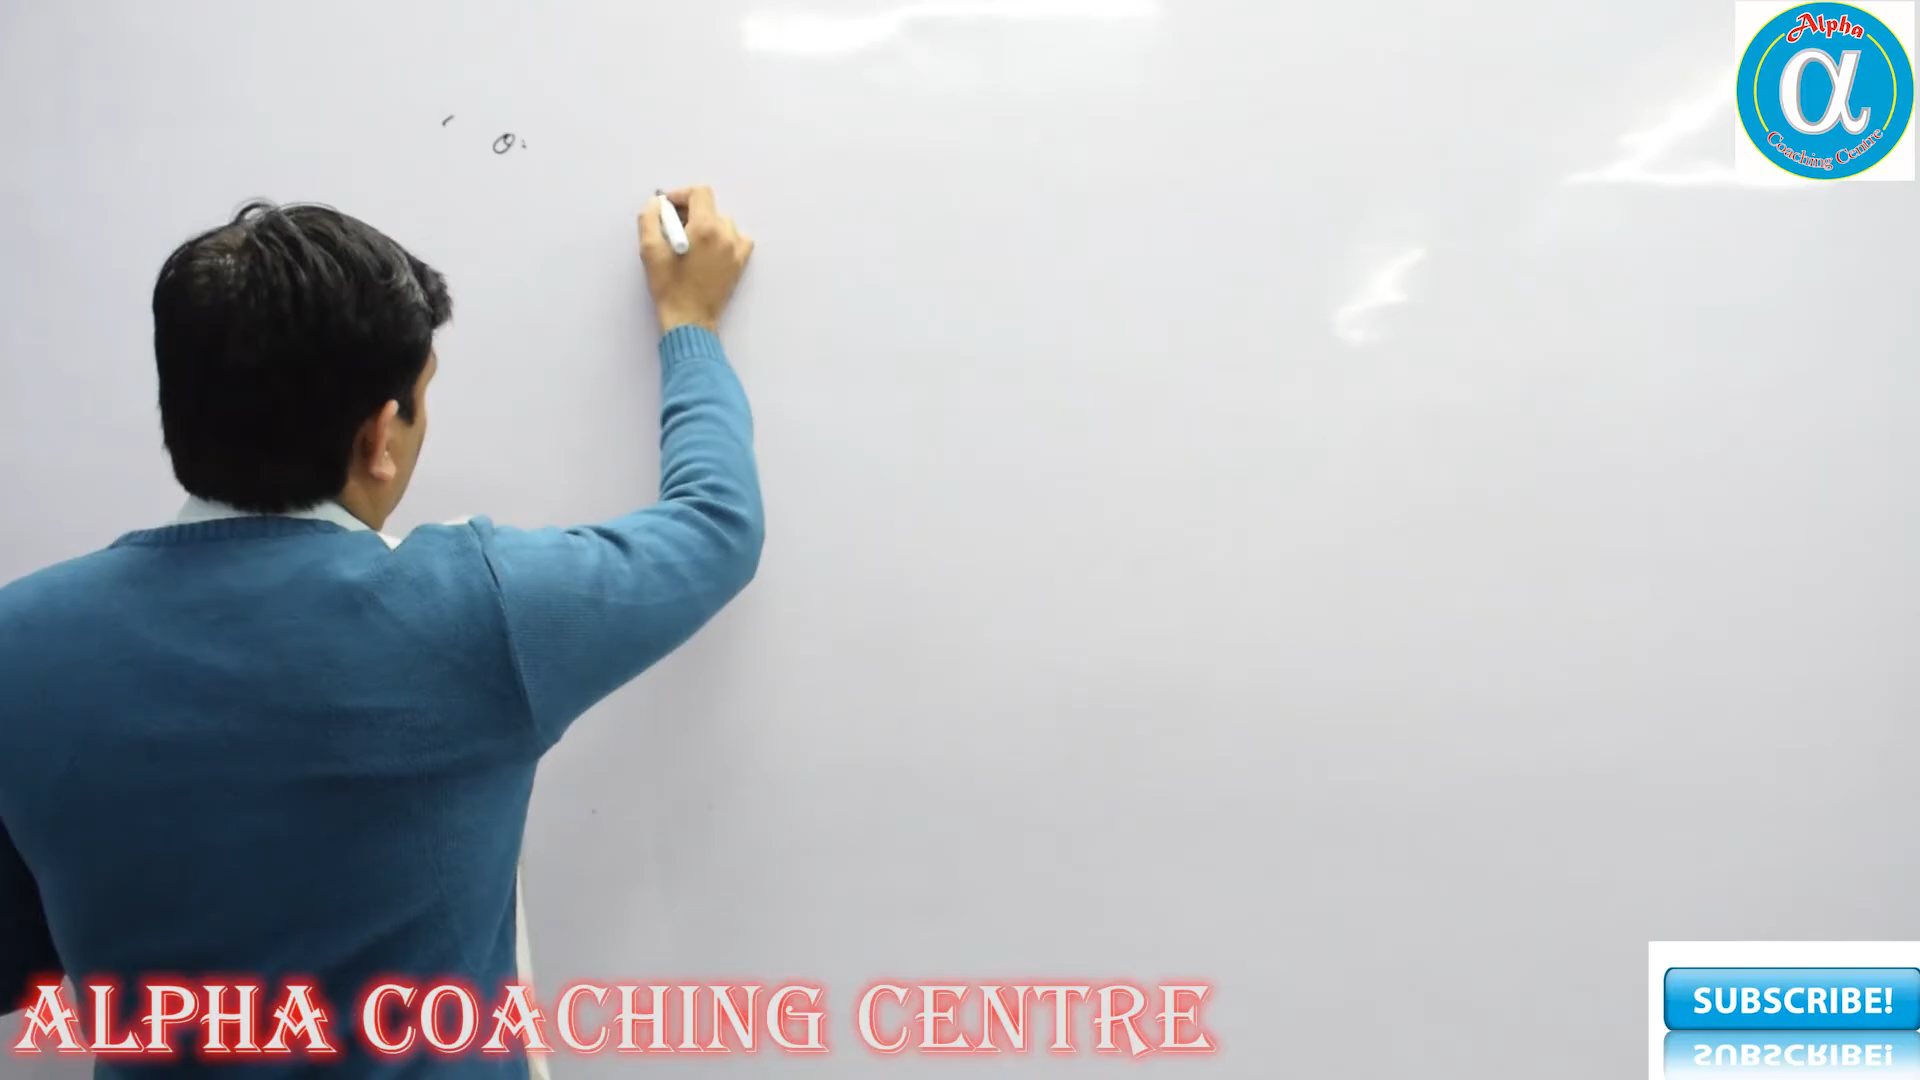 Alpha
α
Coaching Centre
Q:
ALPHA COACHING CENTRE
SUBSCRIBE!